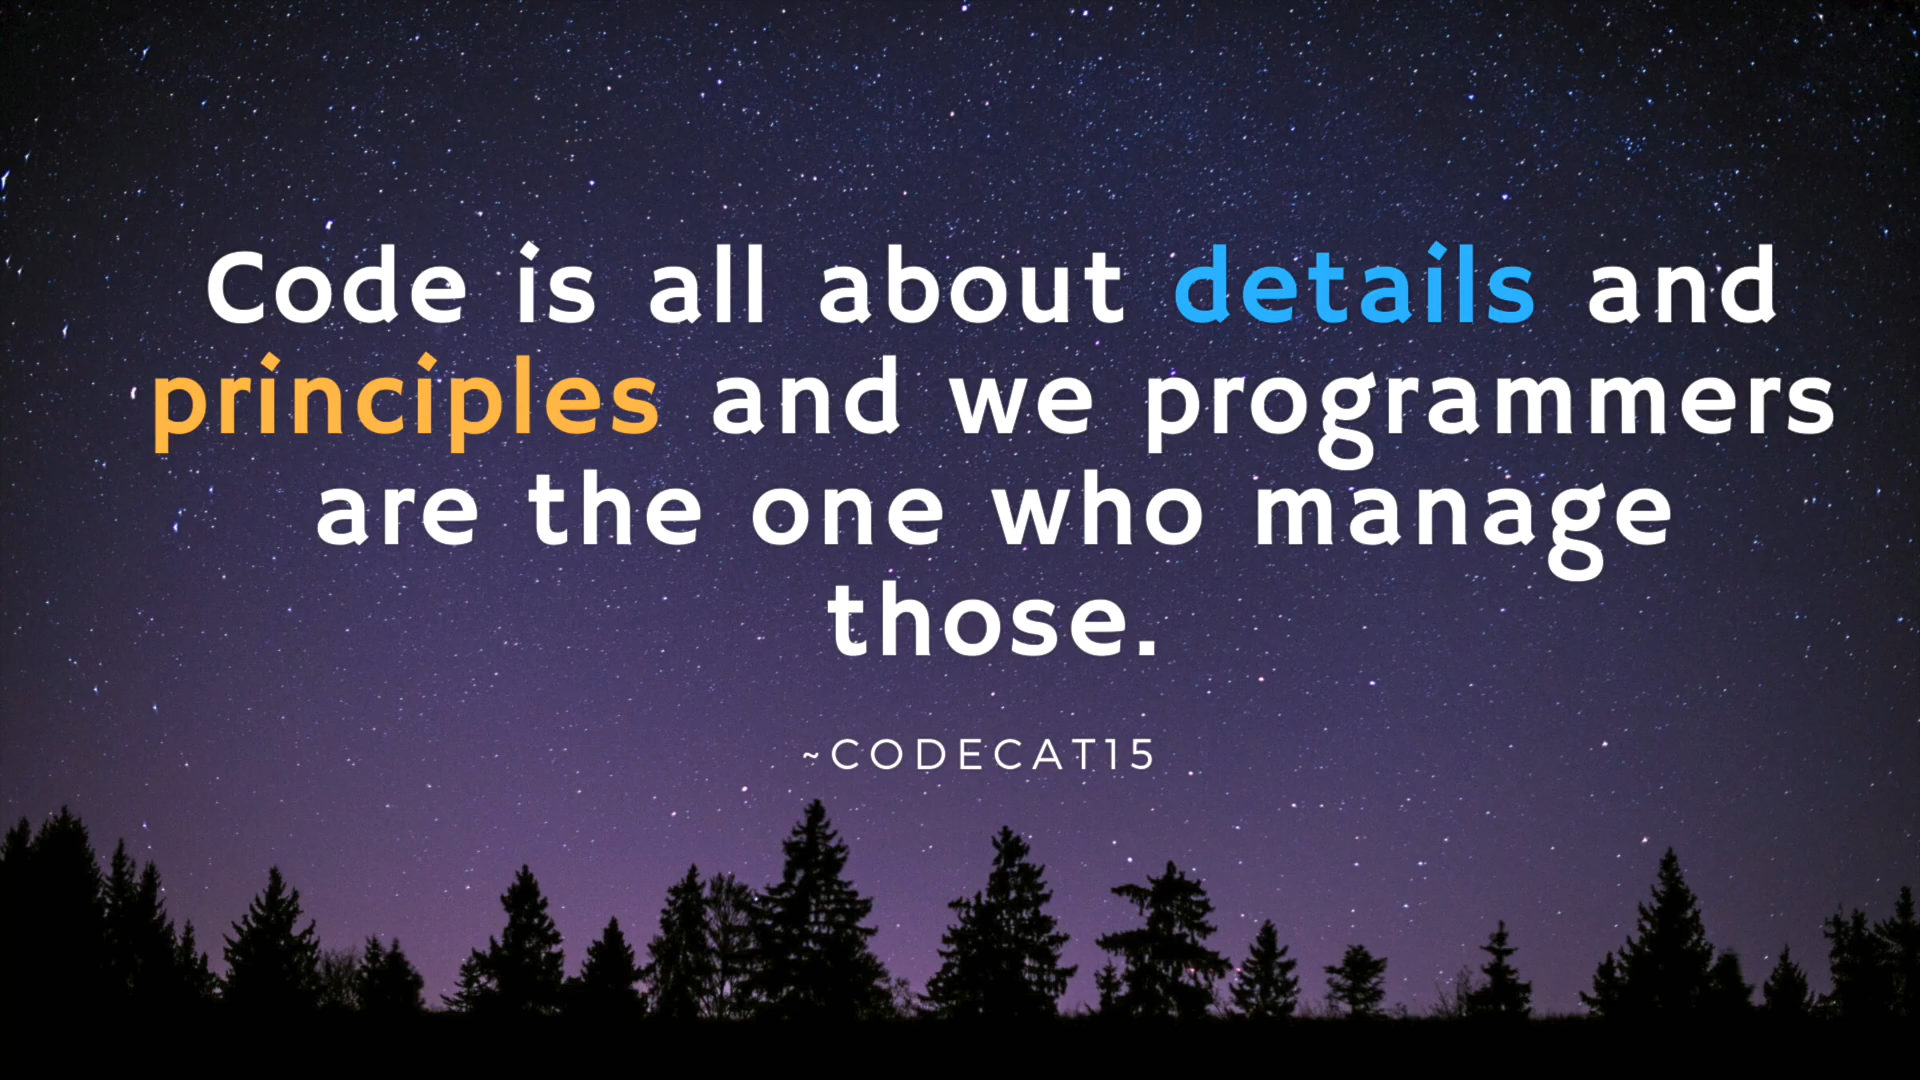 Code is all about details and
principles and we programmers
are the one who manage
those.
~CODECAT15